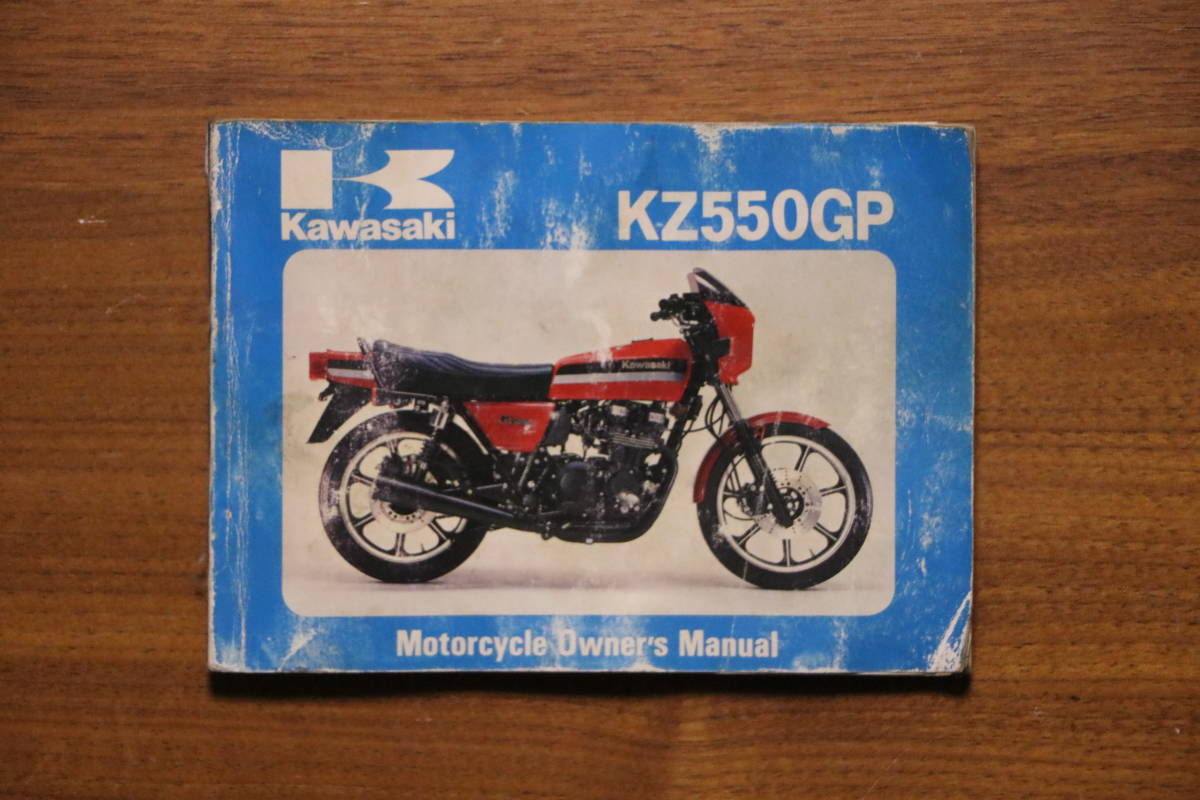 Kawasaki
KZ550GP
Kawasaki
Motorcycle Owner's Manual